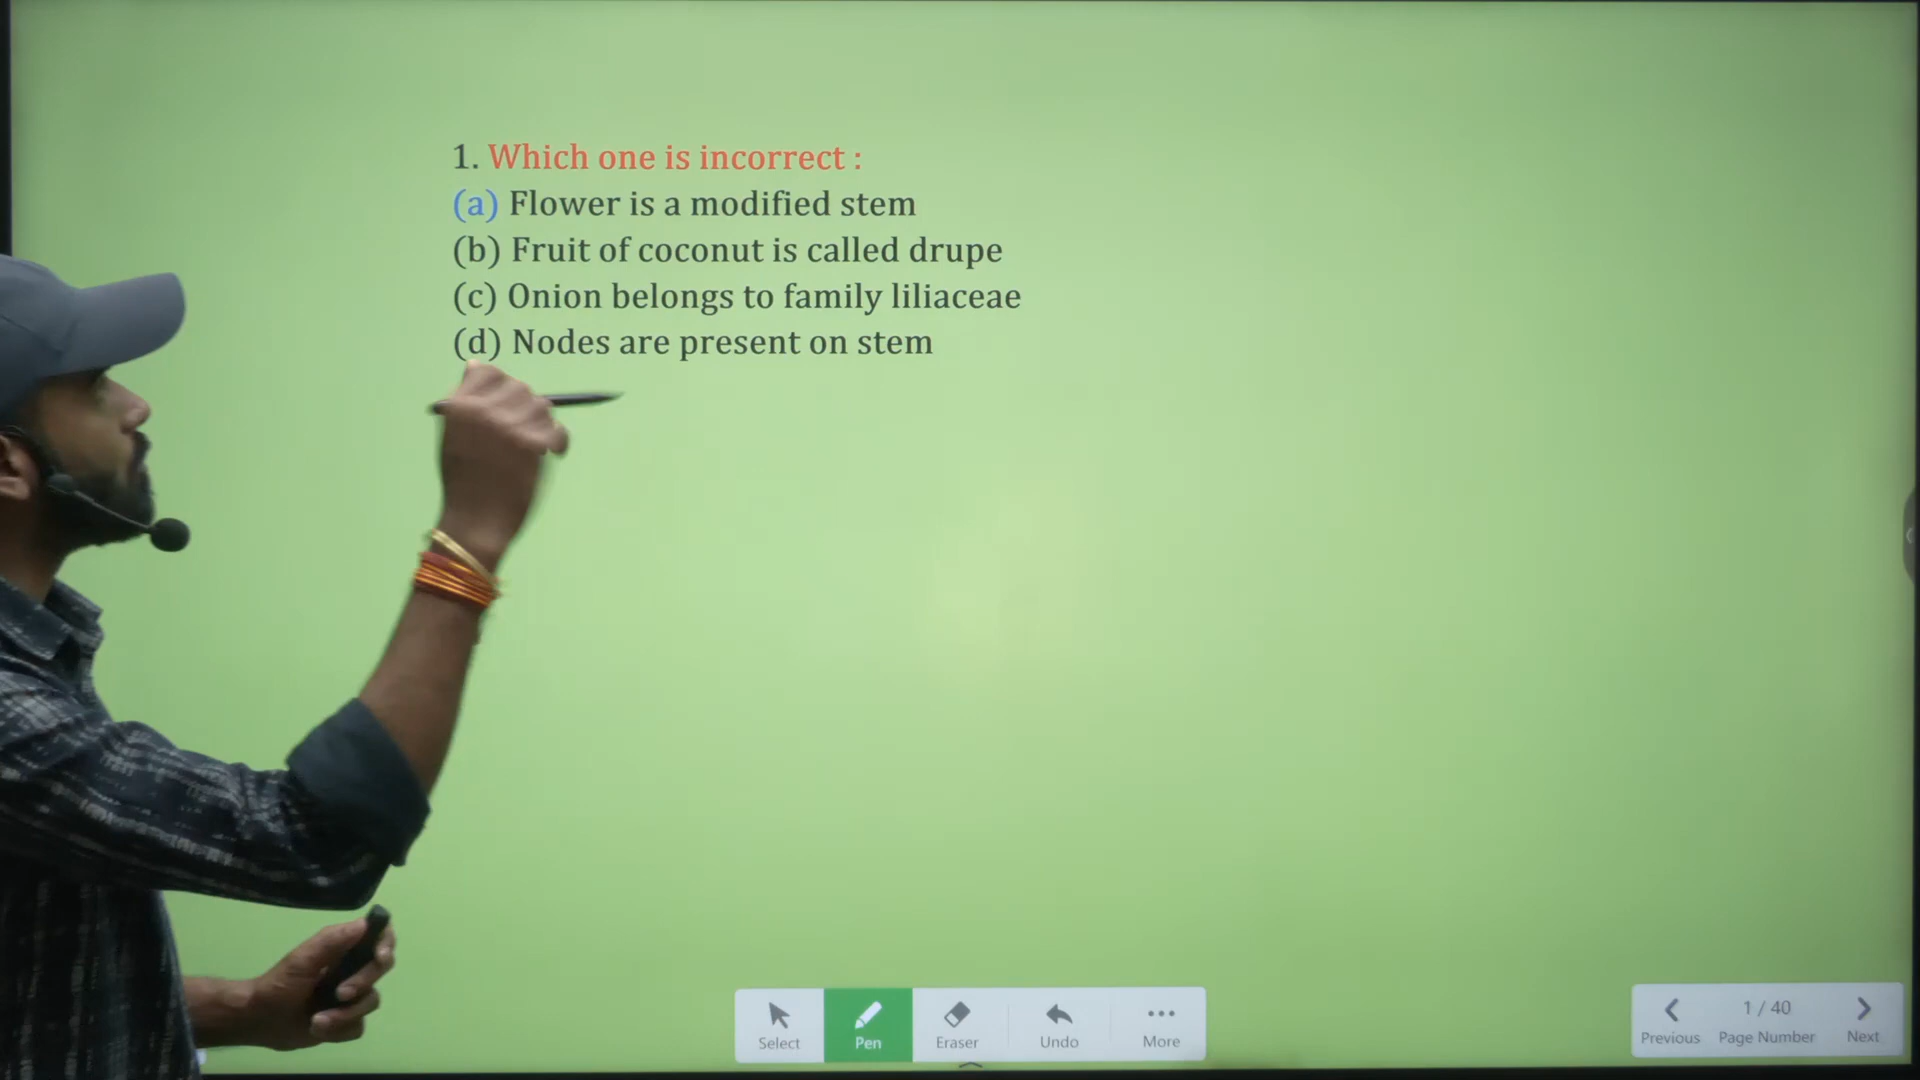 1. Which one is incorrect :
(a) Flower is a modified stem
(b) Fruit of coconut is called drupe
(c) Onion belongs to family liliaceae
(d) Nodes are present on stem
Select Pen Eraser Undo More
Previous 1 / 40 Page Number Next